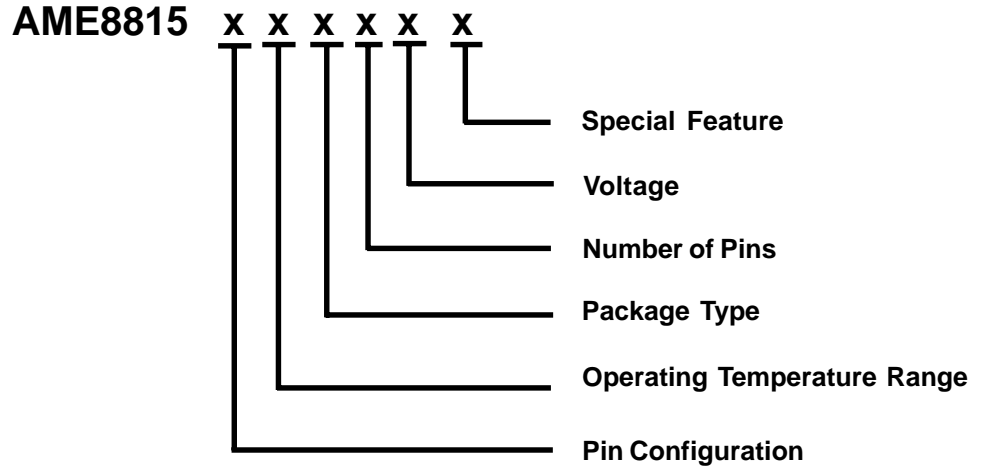 AME8815 x x x x x x
Special Feature
Voltage
Number of Pins
Package Type
Operating Temperature Range
Pin Configuration